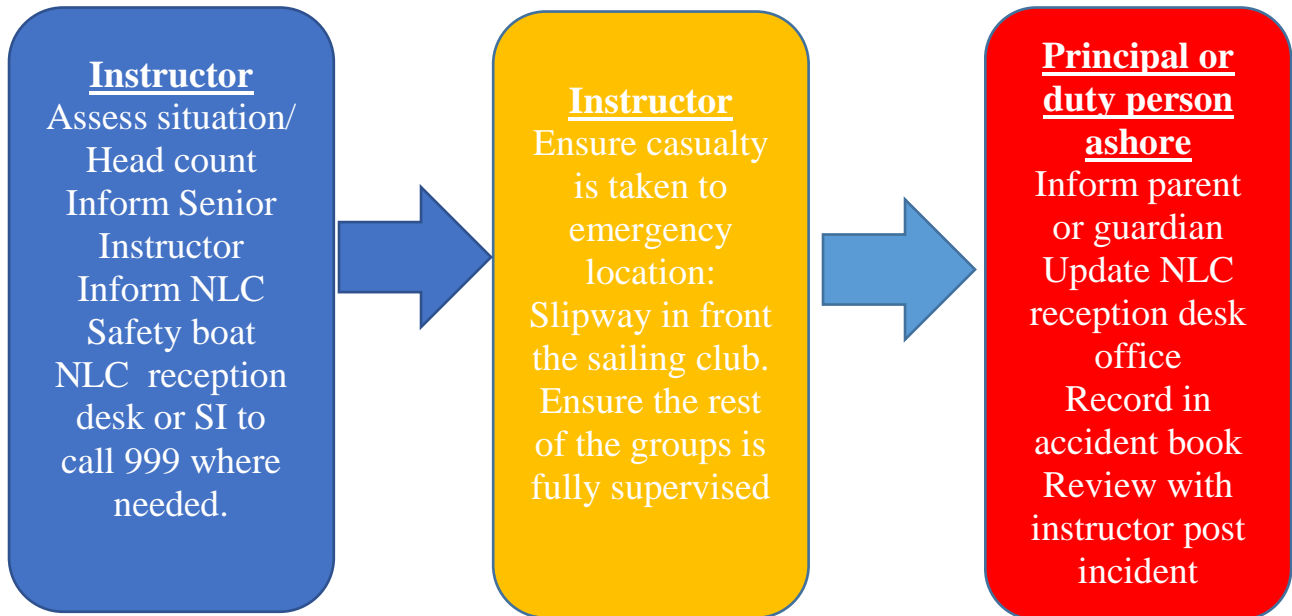 Instructor
Assess situation/
Head count
Inform Senior
Instructor
Inform NLC
Safety boat
NLC reception
desk or SI to
call 999 where
needed.
Instructor
Ensure casualty
is taken to
emergency
location:
Slipway in front
the sailing club.
Ensure the rest
of the groups is
fully supervised
Principal or
duty person
ashore
Inform parent
or guardian
Update NLC
reception desk
office
Record in
accident book
Review with
instructor post
incident